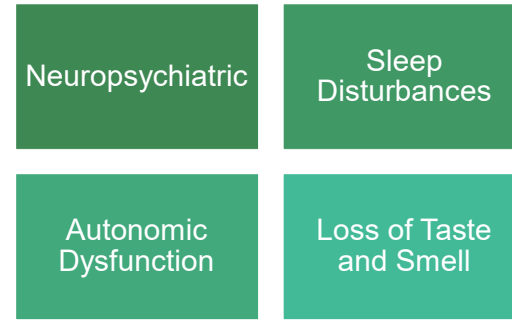 Neuropsychiatric
Sleep
Disturbances
Autonomic
Dysfunction
Loss of Taste
and Smell